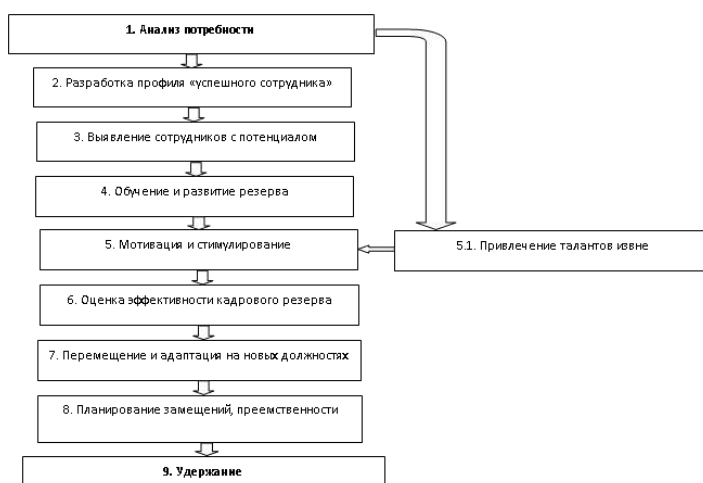 1. Анализ потребности
2. Разработка профиля «успешного сотрудника»
3. Выявление сотрудников с потенциалом
4. Обучение и развитие резерва
5. Мотивация и стимулирование
5.1. Привлечение талантов извне
6. Оценка эффективности кадрового резерва
7. Перемещение и адаптация на новых должностях
8. Планирование замещений, преемственности
9. Удержание